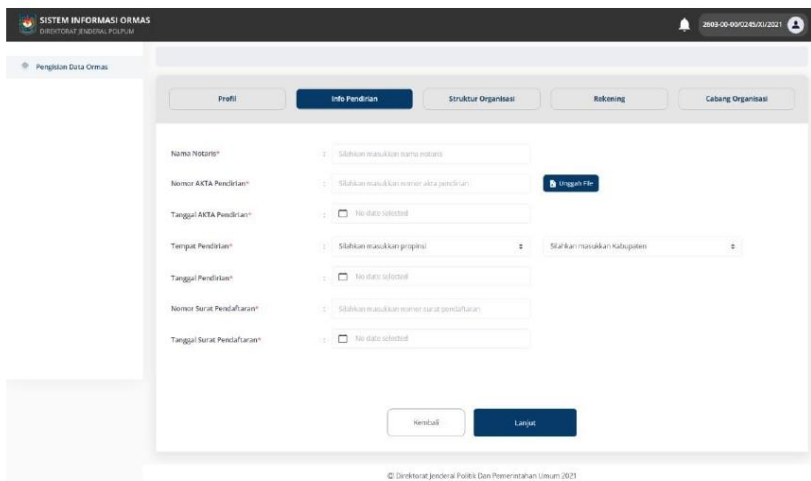 SISTEM INFORMASI ORMAS
DIREKTORAT JENDERAL POLPUM
2603-00-00/0245/XI/2021
Pengisian Data Ormas
Profil
Info Pendirian
Struktur Organisasi
Rekening
Cabang Organisasi
Nama Notaris* : Silahkan masukkan nama notaris
Nomor AKTA Pendirian* : Silahkan masukkan nomor akta pendirian Unggah File
Tanggal AKTA Pendirian* : No date selected
Tempat Pendirian* : Silahkan masukkan propinsi Silahkan masukkan Kabupaten
Tanggal Pendirian* : No date selected
Nomor Surat Pendaftaran* : Silahkan masukkan nomor surat pendaftaran
Tanggal Surat Pendaftaran* : No date selected
Kembali
Lanjut
© Direktorat Jenderal Politik Dan Pemerintahan Umum 2021